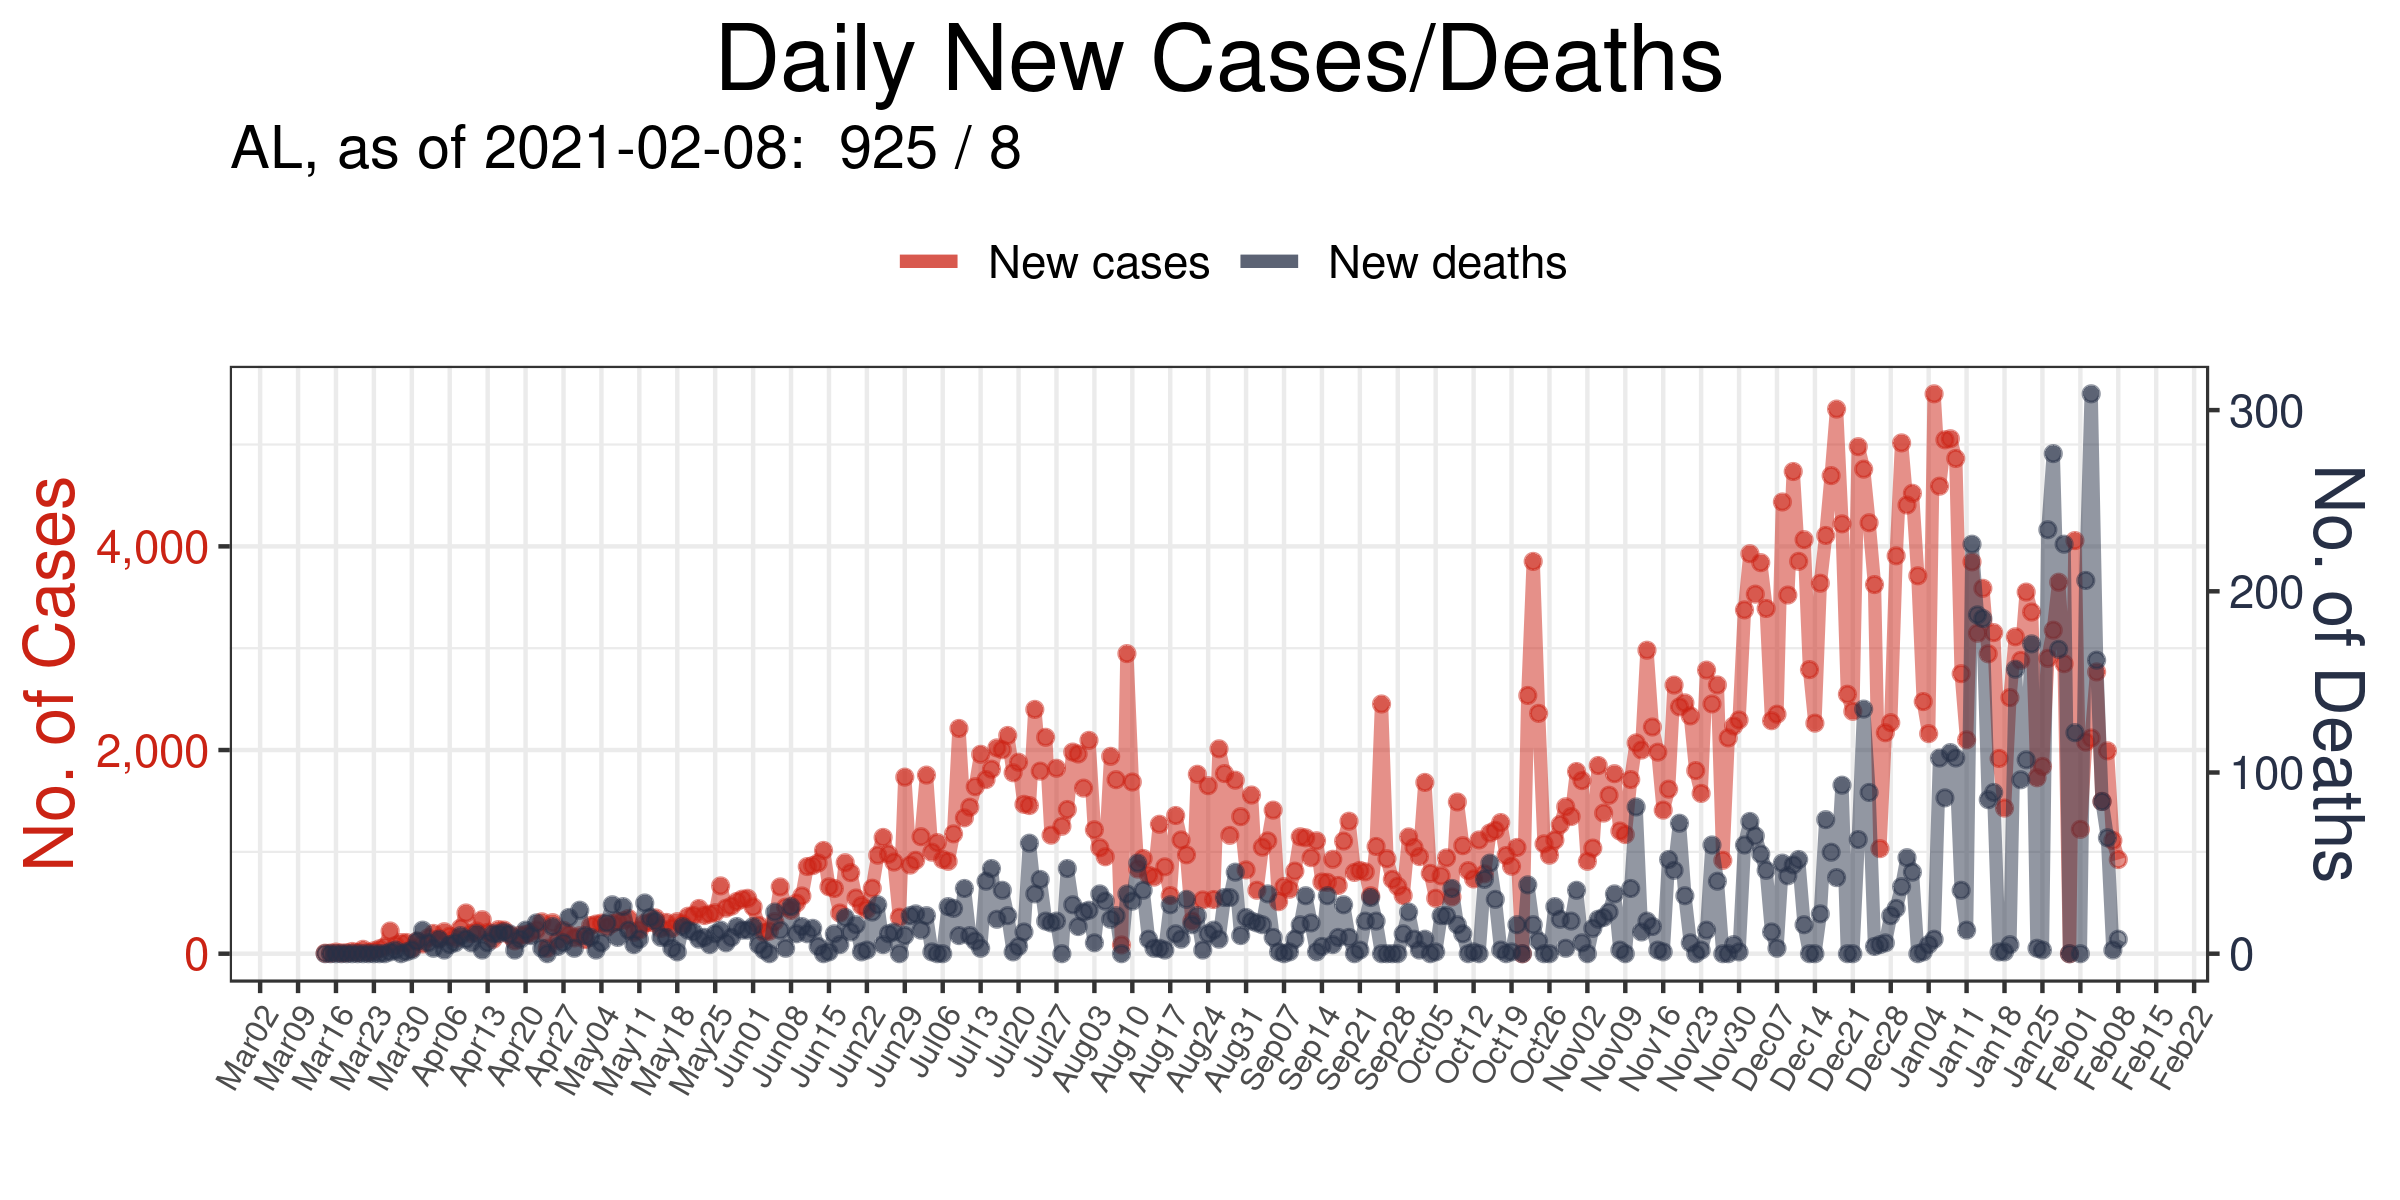 Daily New Cases/Deaths
AL, as of 2021-02-08: 925 / 8
New cases
New deaths
No. of Cases
4,000
2,000
0
300
200
100
0
No. of Deaths
Mar02
Mar09
Mar16
Mar23
Mar30
Apr06
Apr13
Apr20
Apr27
May04
May11
May18
May25
Jun01
Jun08
Jun15
Jun22
Jun29
Jul06
Jul13
Jul20
Jul27
Aug03
Aug10
Aug17
Aug24
Aug31
Sep07
Sep14
Sep21
Sep28
Oct05
Oct12
Oct19
Oct26
Nov02
Nov09
Nov16
Nov23
Nov30
Dec07
Dec14
Dec21
Dec28
Jan04
Jan11
Jan18
Jan25
Feb01
Feb08
Feb15
Feb22